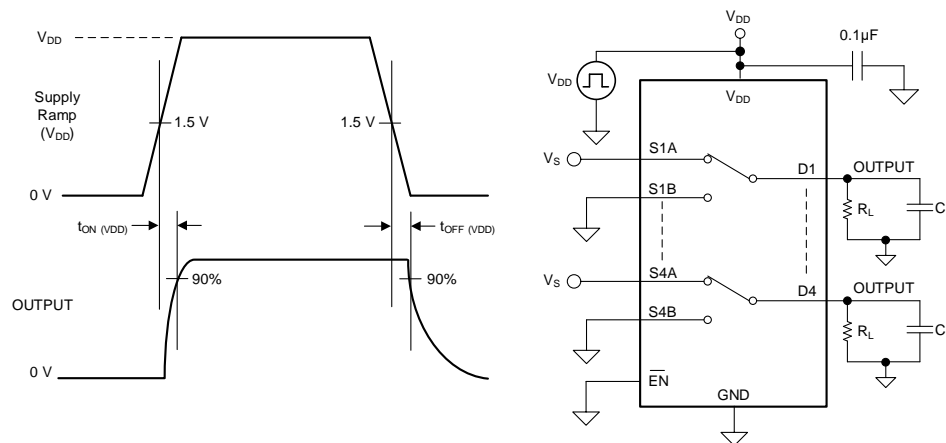 V_DD
Supply
Ramp
(V_DD)
1.5 V
1.5 V
0 V
t_ON (VDD)
t_OFF (VDD)
90%
90%
OUTPUT
0 V
V_DD
0.1µF
V_DD
V_DD
V_S
S1A
D1
OUTPUT
S1B
R_L
C
V_S
S4A
D4
OUTPUT
S4B
R_L
C
EN
GND